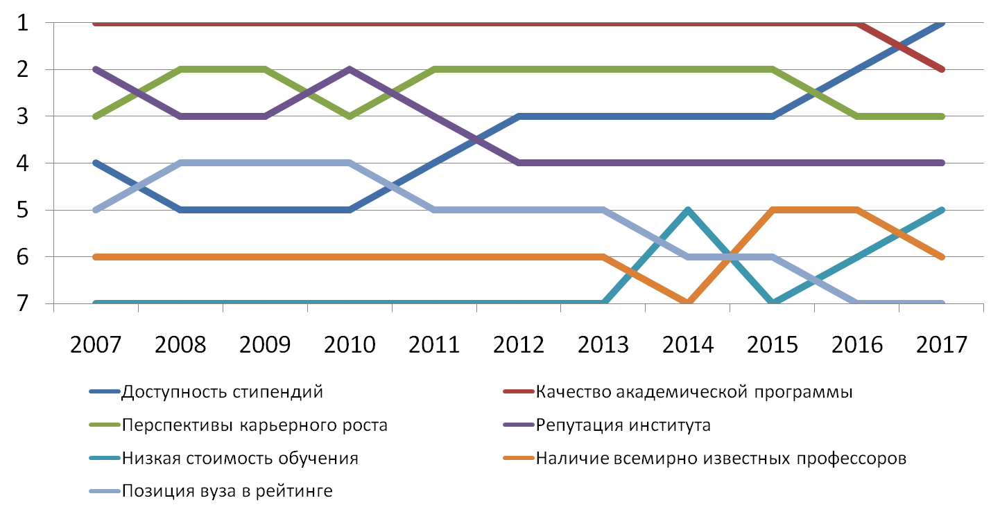 1
2
3
4
5
6
7
2007 2008 2009 2010 2011 2012 2013 2014 2015 2016 2017
Доступность стипендий Качество академической программы
Перспективы карьерного роста Репутация института
Низкая стоимость обучения Наличие всемирно известных профессоров
Позиция вуза в рейтинге